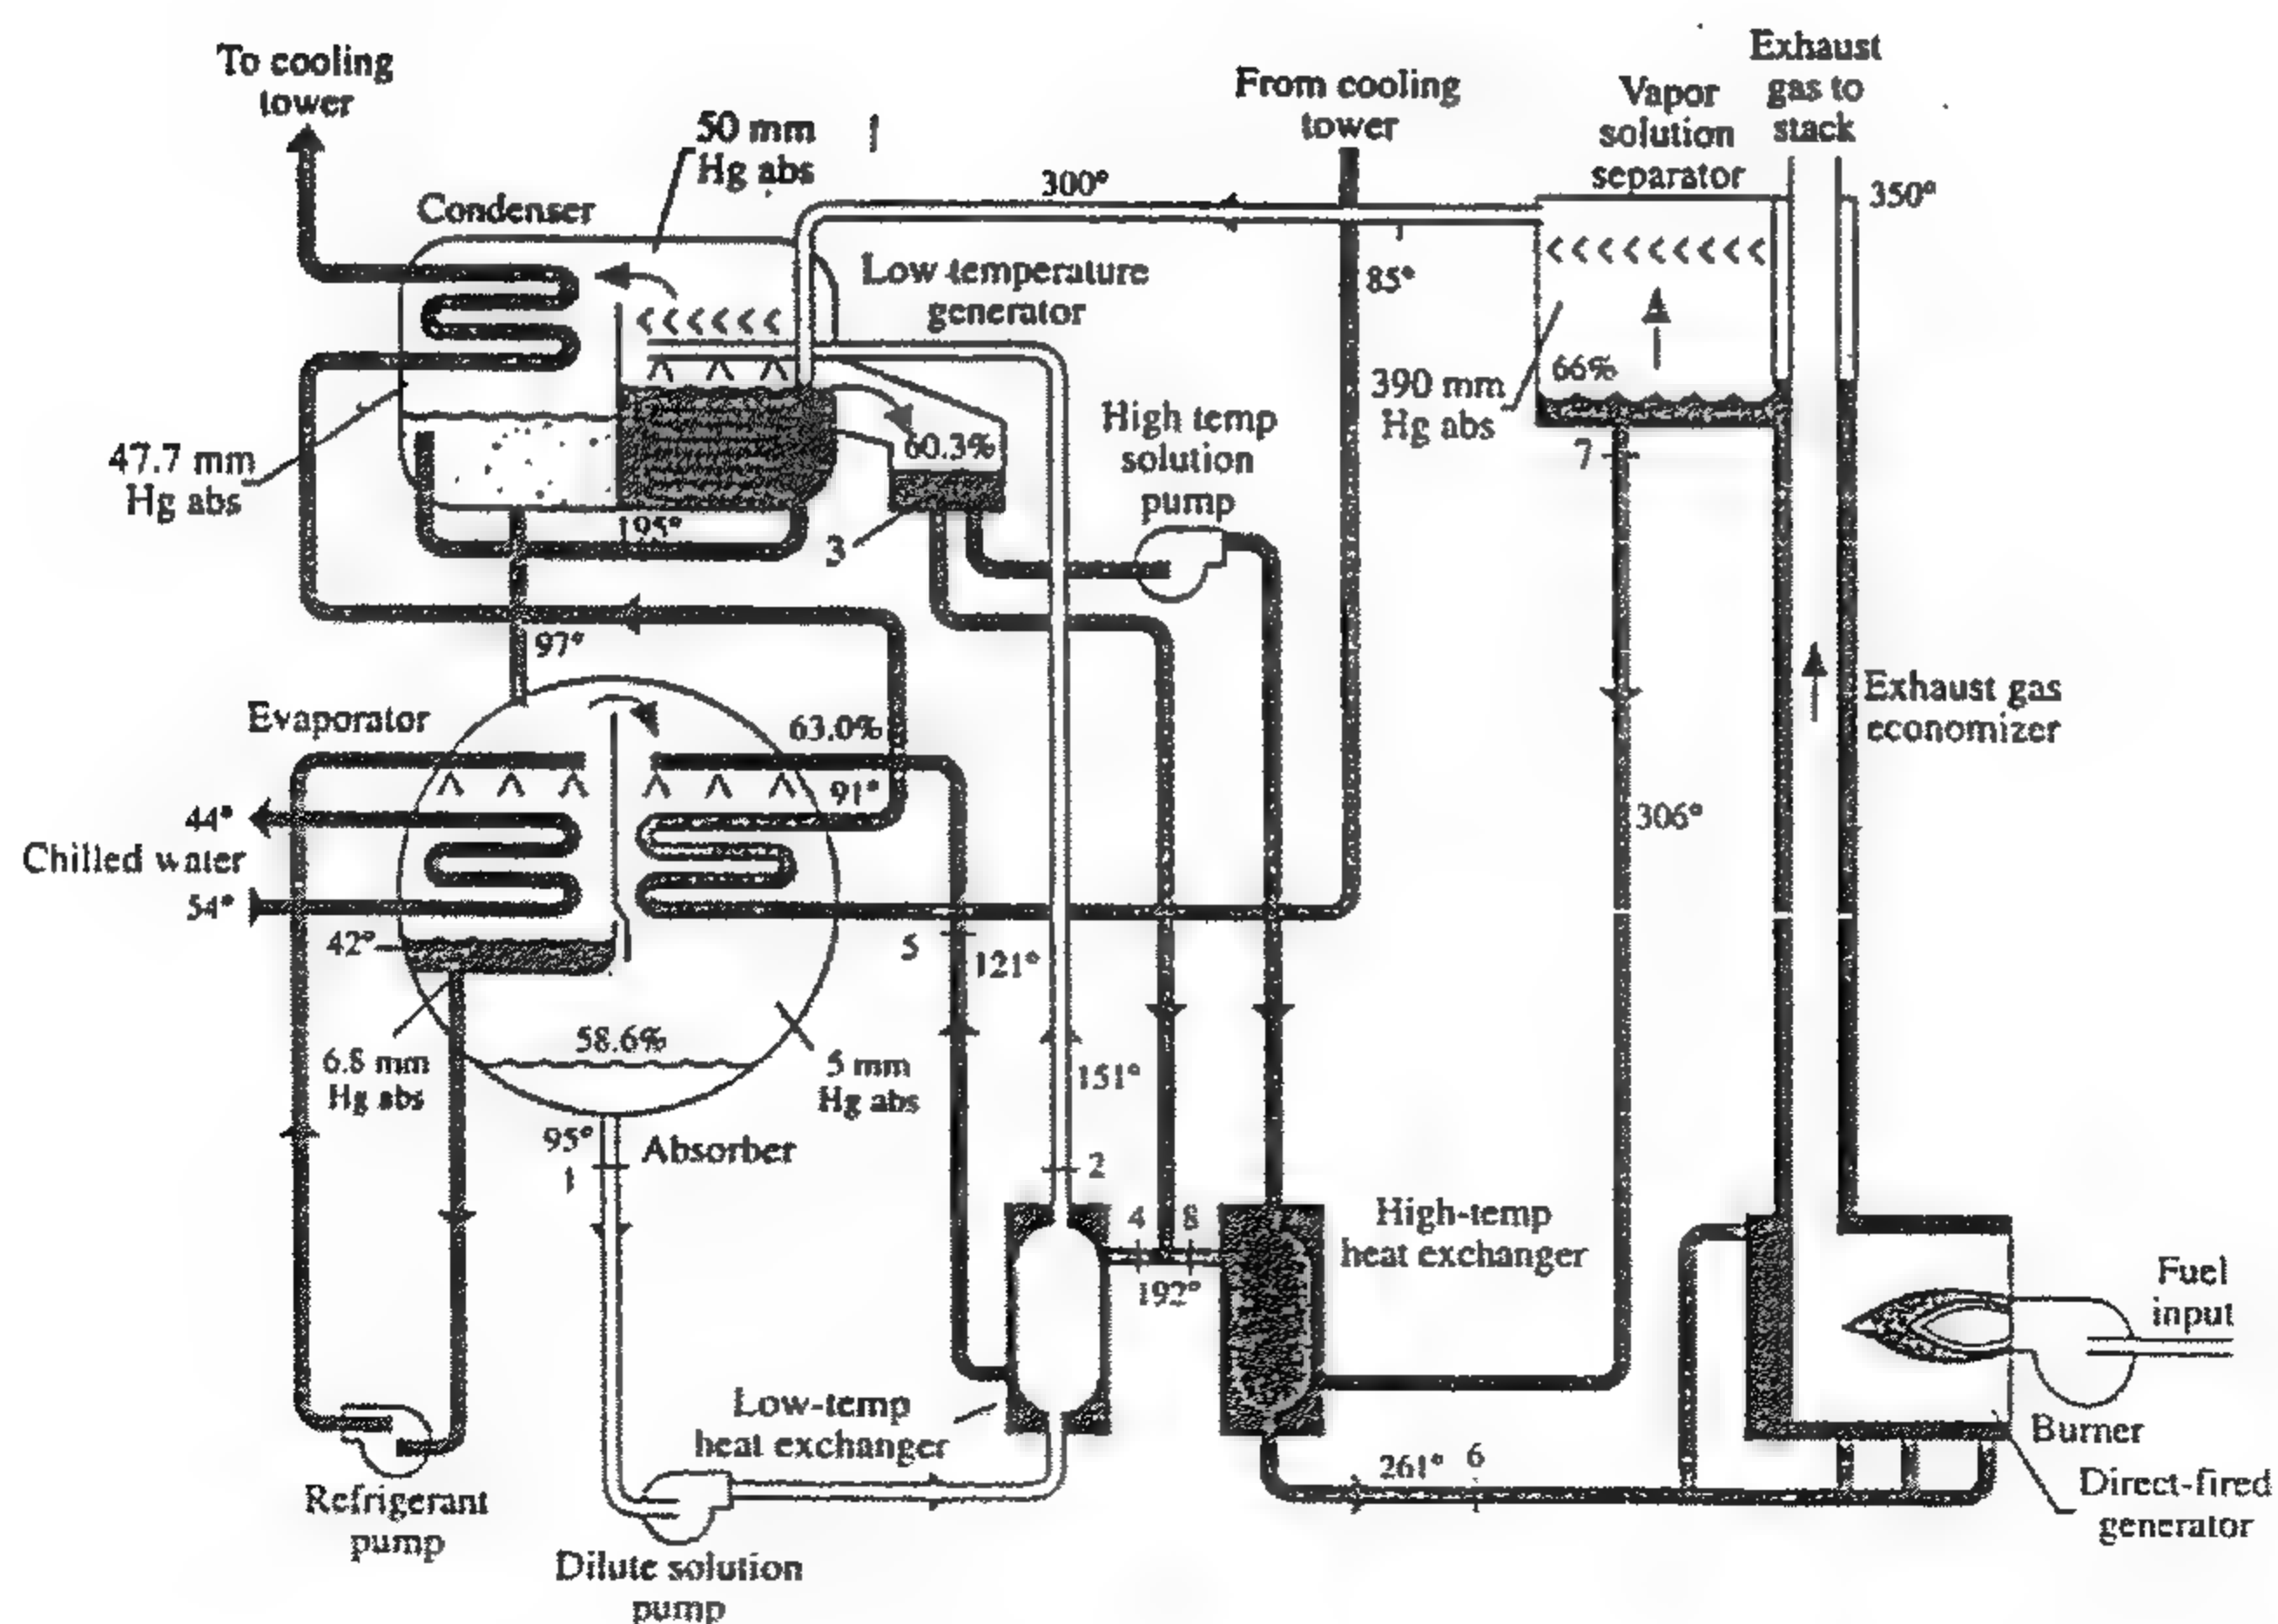 To cooling
tower
50 mm
Hg abs
From cooling
tower
Vapor
solution
separator
Exhaust
gas to
stack
350°
300°
Condenser
Low-temperature
generator
85°
66%
390 mm
Hg abs
High temp
solution
pump
60.3%
47.7 mm
Hg abs
195°
3
7
97°
Evaporator
63.0%
Exhaust gas
economizer
91°
44°
Chilled water
54°
306°
42°
5
121°
6.8 mm
Hg abs
58.6%
5 mm
Hg abs
151°
95°
1
Absorber
2
4
8
192°
High-temp
heat exchanger
Fuel
input
Low-temp
heat exchanger
Burner
261°
6
Direct-fired
generator
Refrigerant
pump
Dilute solution
pump